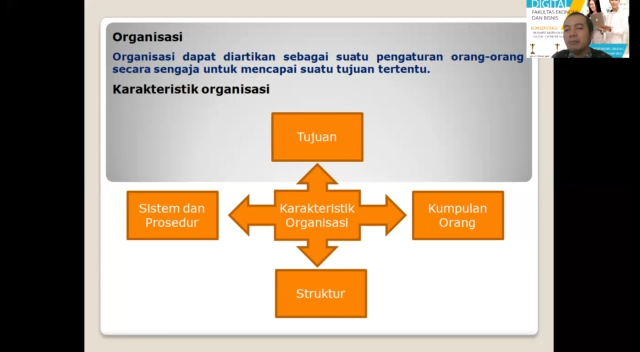 Organisasi
Organisasi dapat diartikan sebagai suatu pengaturan orang-orang
secara sengaja untuk mencapai suatu tujuan tertentu.
Karakteristik organisasi
Tujuan
Sistem dan
Prosedur
Karakteristik
Organisasi
Kumpulan
Orang
Struktur
DIGITAL
FAKULTAS EKONOMI
DAN BISNIS